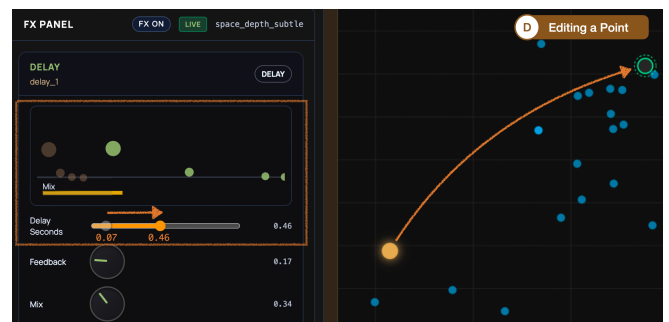 FX PANEL FX ON LIVE space_depth_subtle
D Editing a Point
DELAY
delay_1
DELAY
Mix
Delay
Seconds
0.46
0.07 0.46
Feedback 0.17
Mix 0.34